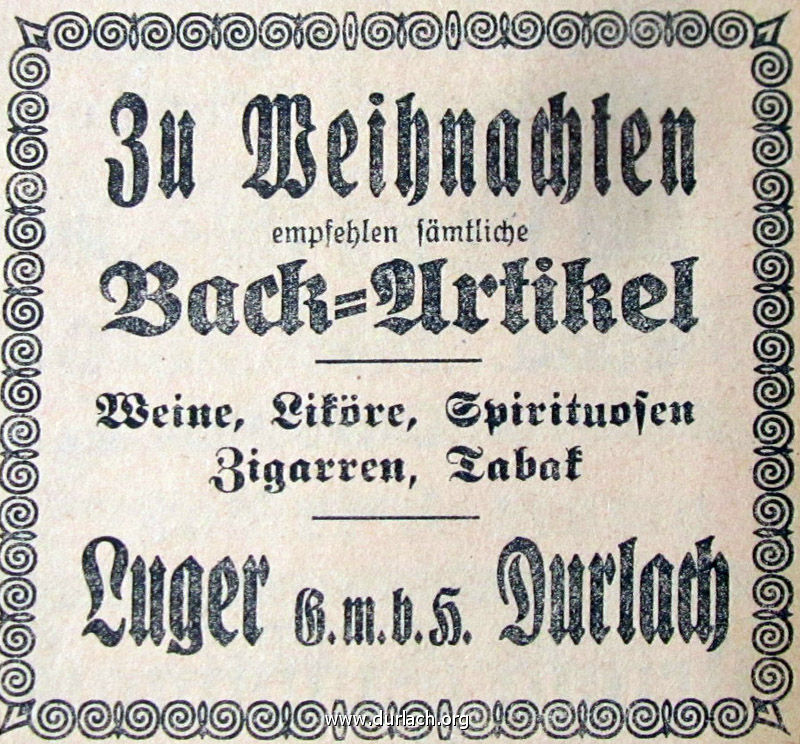 Zu Weihnachten
empfehlen sämtliche
Back=Artikel
Weine, Liköre, Spirituosen
Zigarren, Tabak
Luger G.m.b.H. Durlach
www.durlach.org